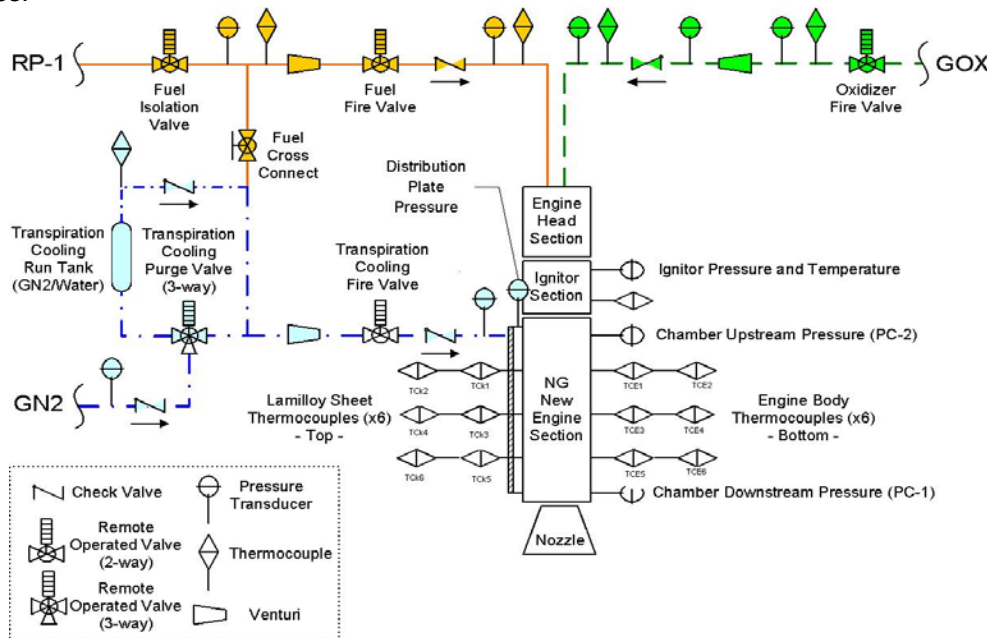 RP-1
Fuel
Isolation
Valve
Fuel
Fire Valve
Oxidizer
Fire Valve
GOX
Fuel
Cross
Connect
Distribution
Plate
Pressure
Engine
Head
Section
Transpiration
Cooling
Run Tank
(GN2/Water)
Transpiration
Cooling
Purge Valve
(3-way)
Transpiration
Cooling
Fire Valve
Ignitor
Section
Ignitor Pressure and Temperature
Chamber Upstream Pressure (PC-2)
GN2
TCk2
TCk1
TCE1
TCE2
Lamilloy Sheet
Thermocouples (x6)
- Top -
TCk4
TCk3
NG
New
Engine
Section
TCE3
TCE4
Engine Body
Thermocouples (x6)
- Bottom -
TCk6
TCk5
TCE5
TCE6
Chamber Downstream Pressure (PC-1)
Nozzle
Check Valve
Pressure
Transducer
Remote
Operated Valve
(2-way)
Thermocouple
Remote
Operated Valve
(3-way)
Venturi